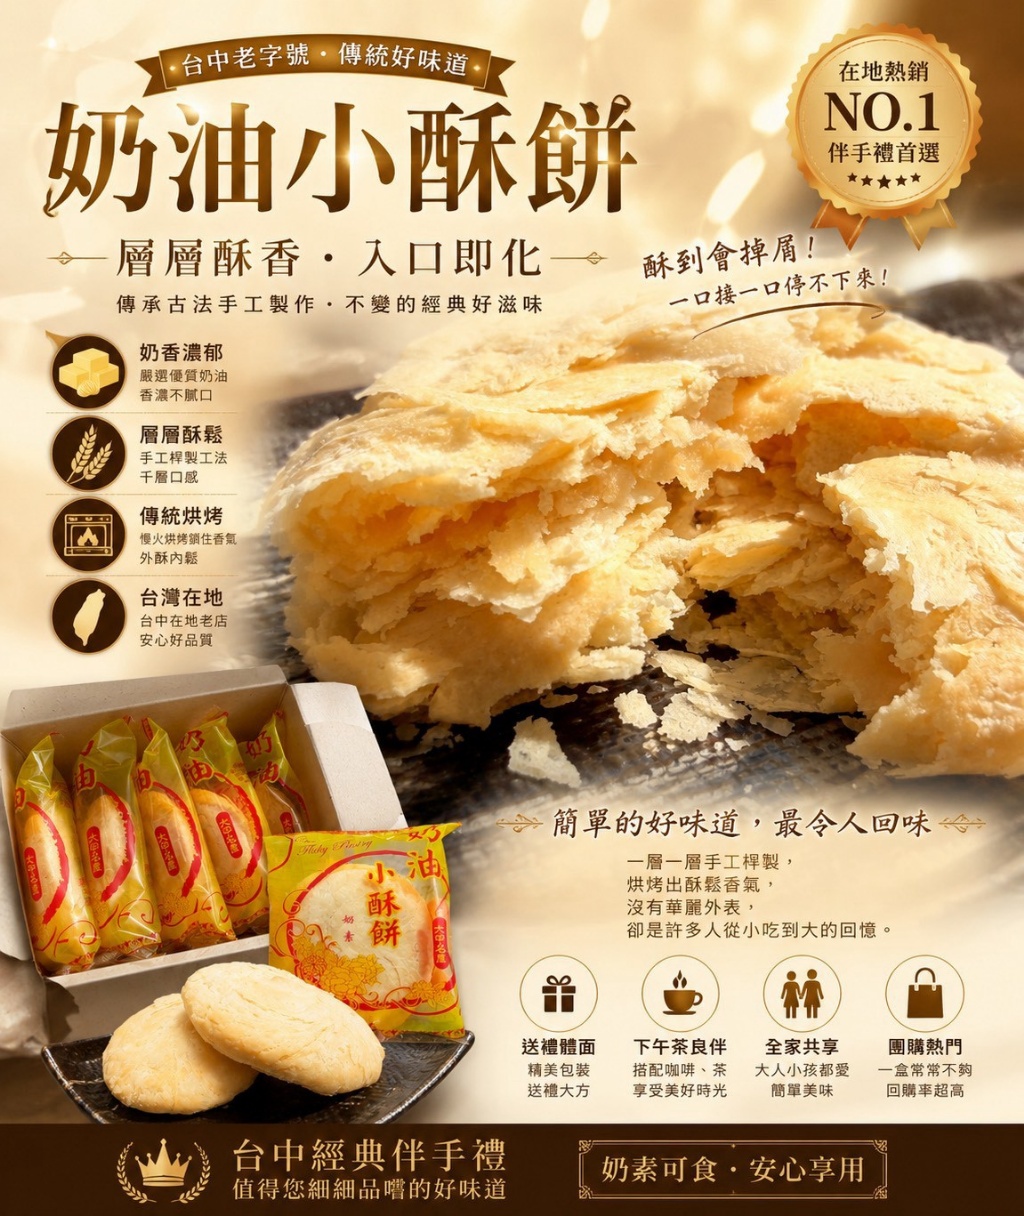 台中老字號・傳統好味道
奶油小酥餅
在地熱銷
NO.1
伴手禮首選
層層酥香・入口即化
傳承古法手工製作・不變的經典好滋味
酥到會掉屑！
一口接一口停不下來！
奶香濃郁
嚴選優質奶油
香濃不膩口
層層酥鬆
手工桿製工法
千層口感
傳統烘烤
慢火烘烤鎖住香氣
外酥內鬆
台灣在地
台中在地老店
安心好品質
奶油
小酥餅
奶素
大甲名產
簡單的好味道，最令人回味
一層一層手工桿製，
烘烤出酥鬆香氣，
沒有華麗外表，
卻是許多人從小吃到大的回憶。
送禮體面
精美包裝
送禮大方
下午茶良伴
搭配咖啡、茶
享受美好時光
全家共享
大人小孩都愛
簡單美味
團購熱門
一盒常常不夠
回購率超高
台中經典伴手禮
值得您細細品嚐的好味道
奶素可食・安心享用